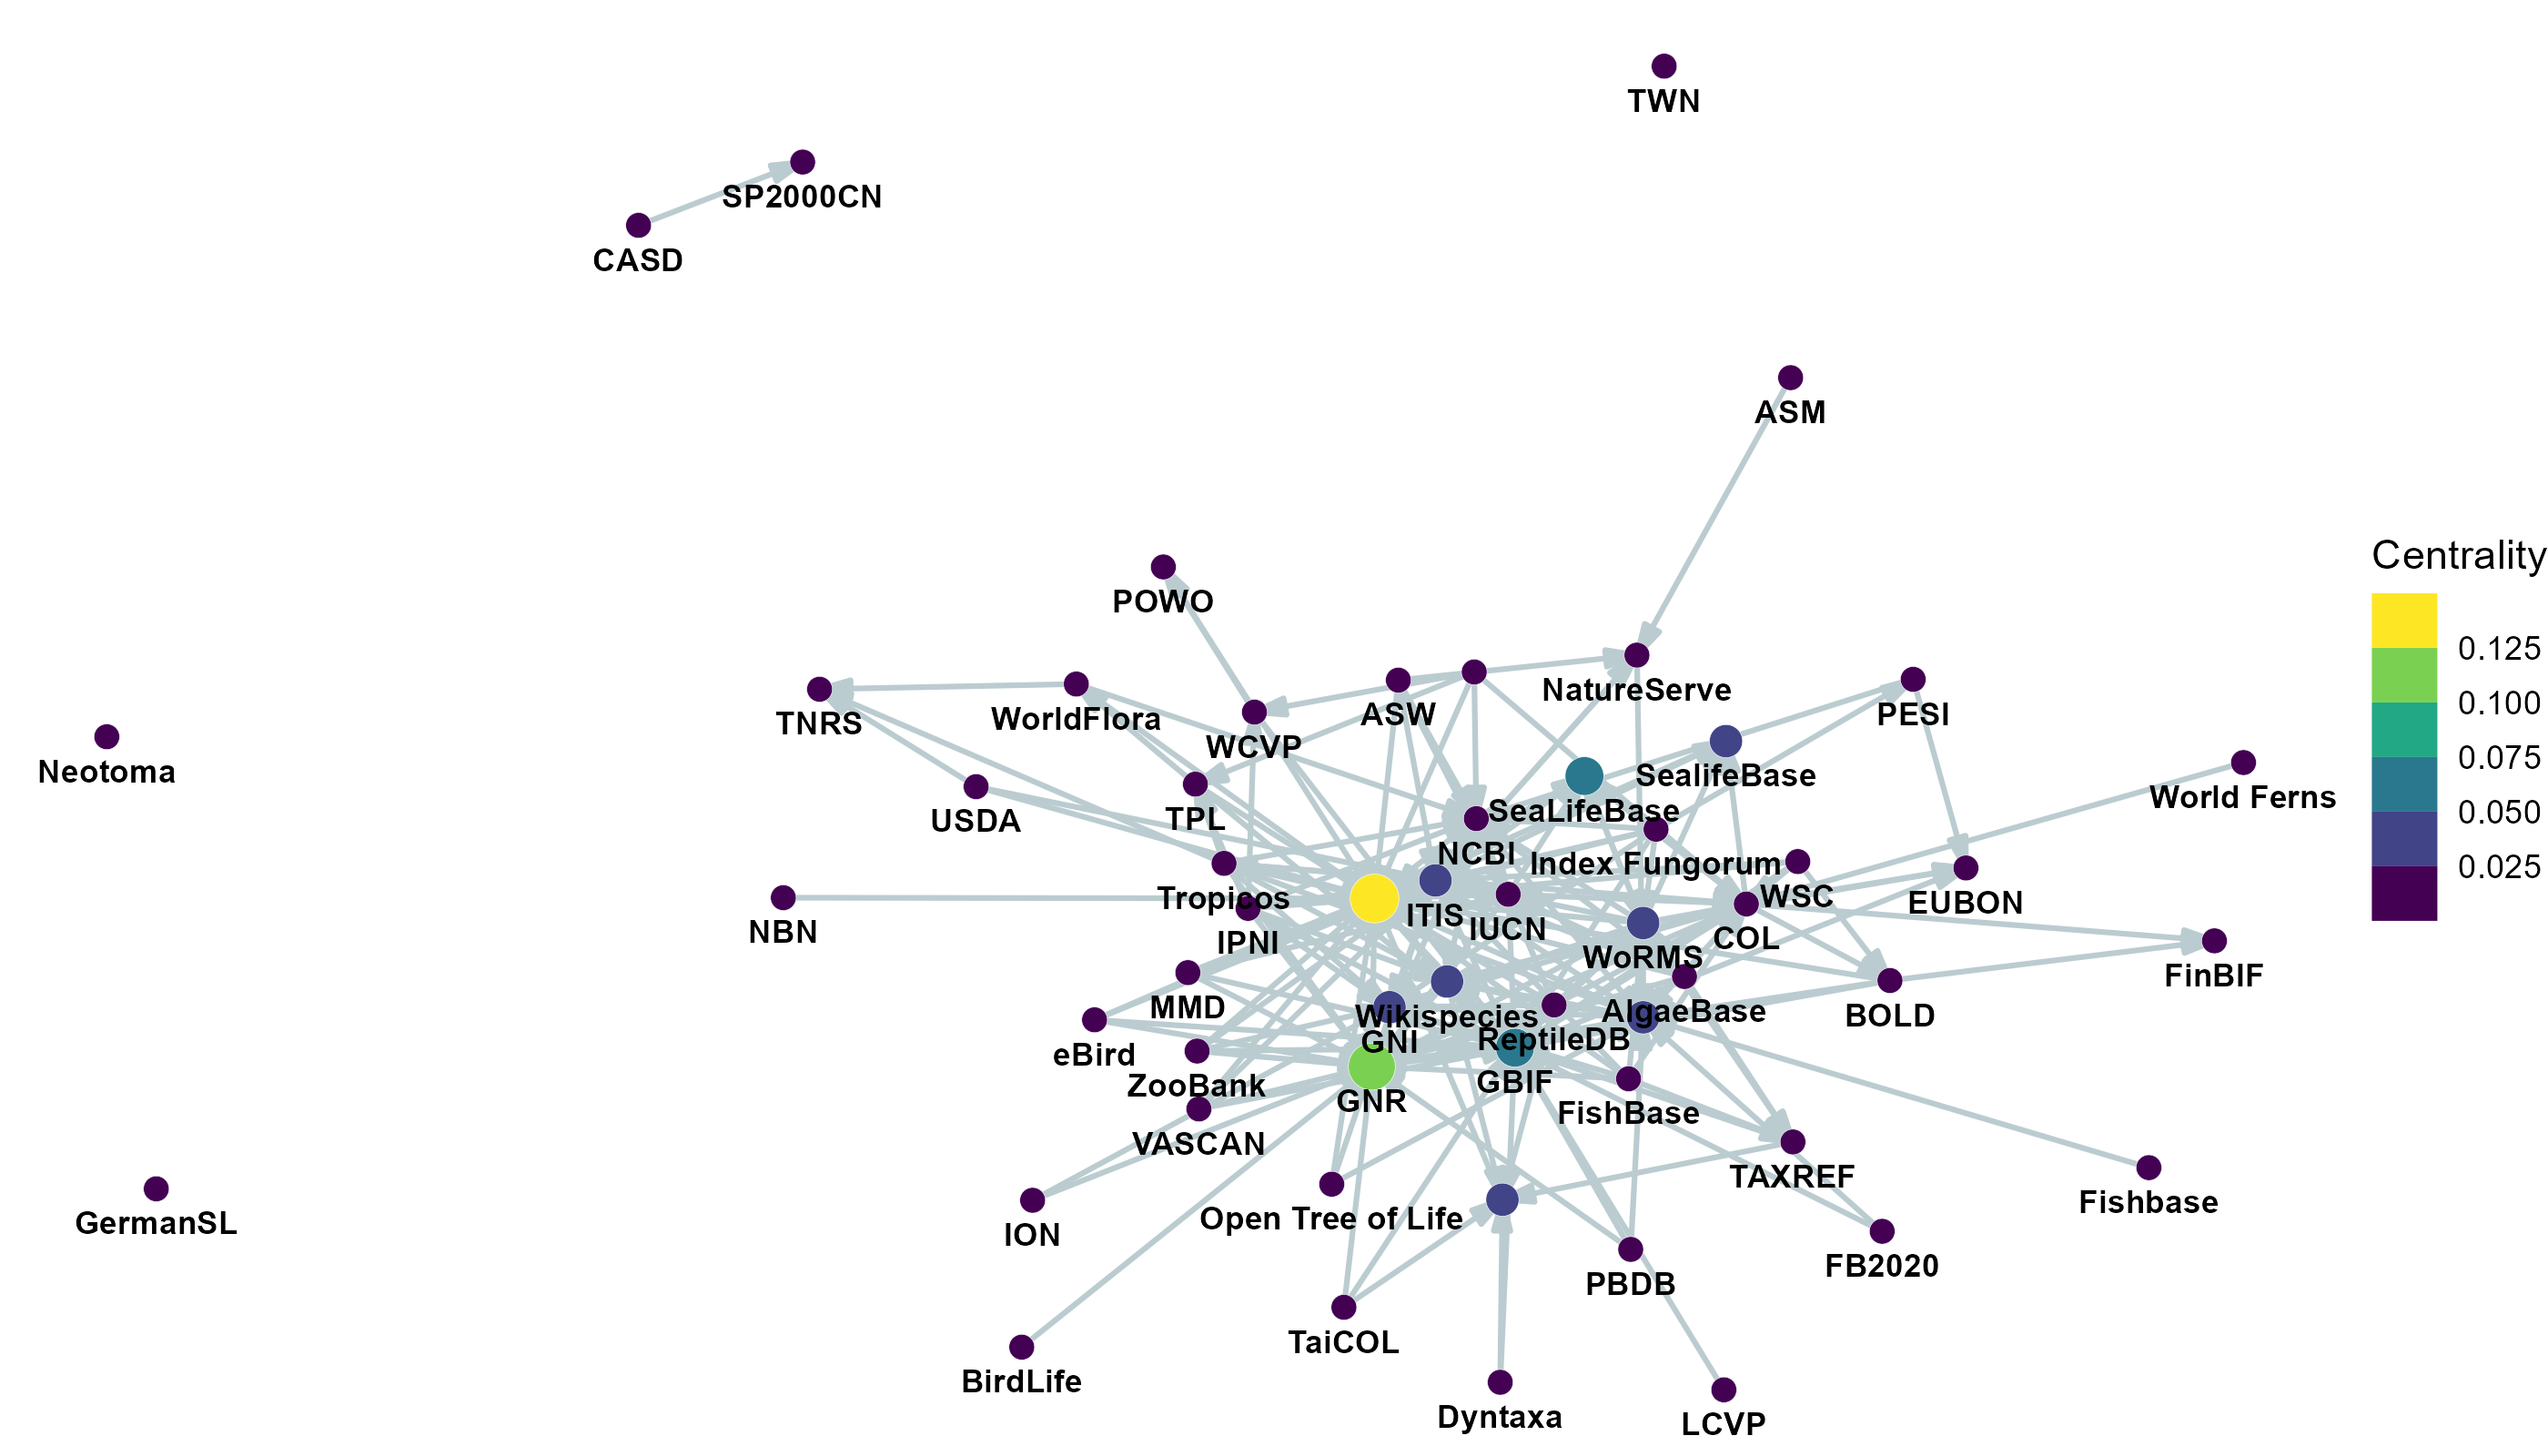 TWN
SP2000CN
CASD
ASM
Centrality
POWO
0.125
NatureServe
0.100
TNRS
WorldFlora
ASW
PESI
WCVP
0.075
Neotoma
SealifeBase
World Ferns
USDA
TPL
SeaLifeBase
0.050
NCBI
Index Fungorum
0.025
Tropicos
WSC
EUBON
NBN
IPNI
ITIS
IUCN
COL
WoRMS
FinBIF
MMD
Wikispecies
AlgaeBase
BOLD
eBird
GNI
ReptileDB
ZooBank
GNR
GBIF
FishBase
VASCAN
TAXREF
GermanSL
ION
Open Tree of Life
Fishbase
PBDB
FB2020
TaiCOL
BirdLife
Dyntaxa
LCVP